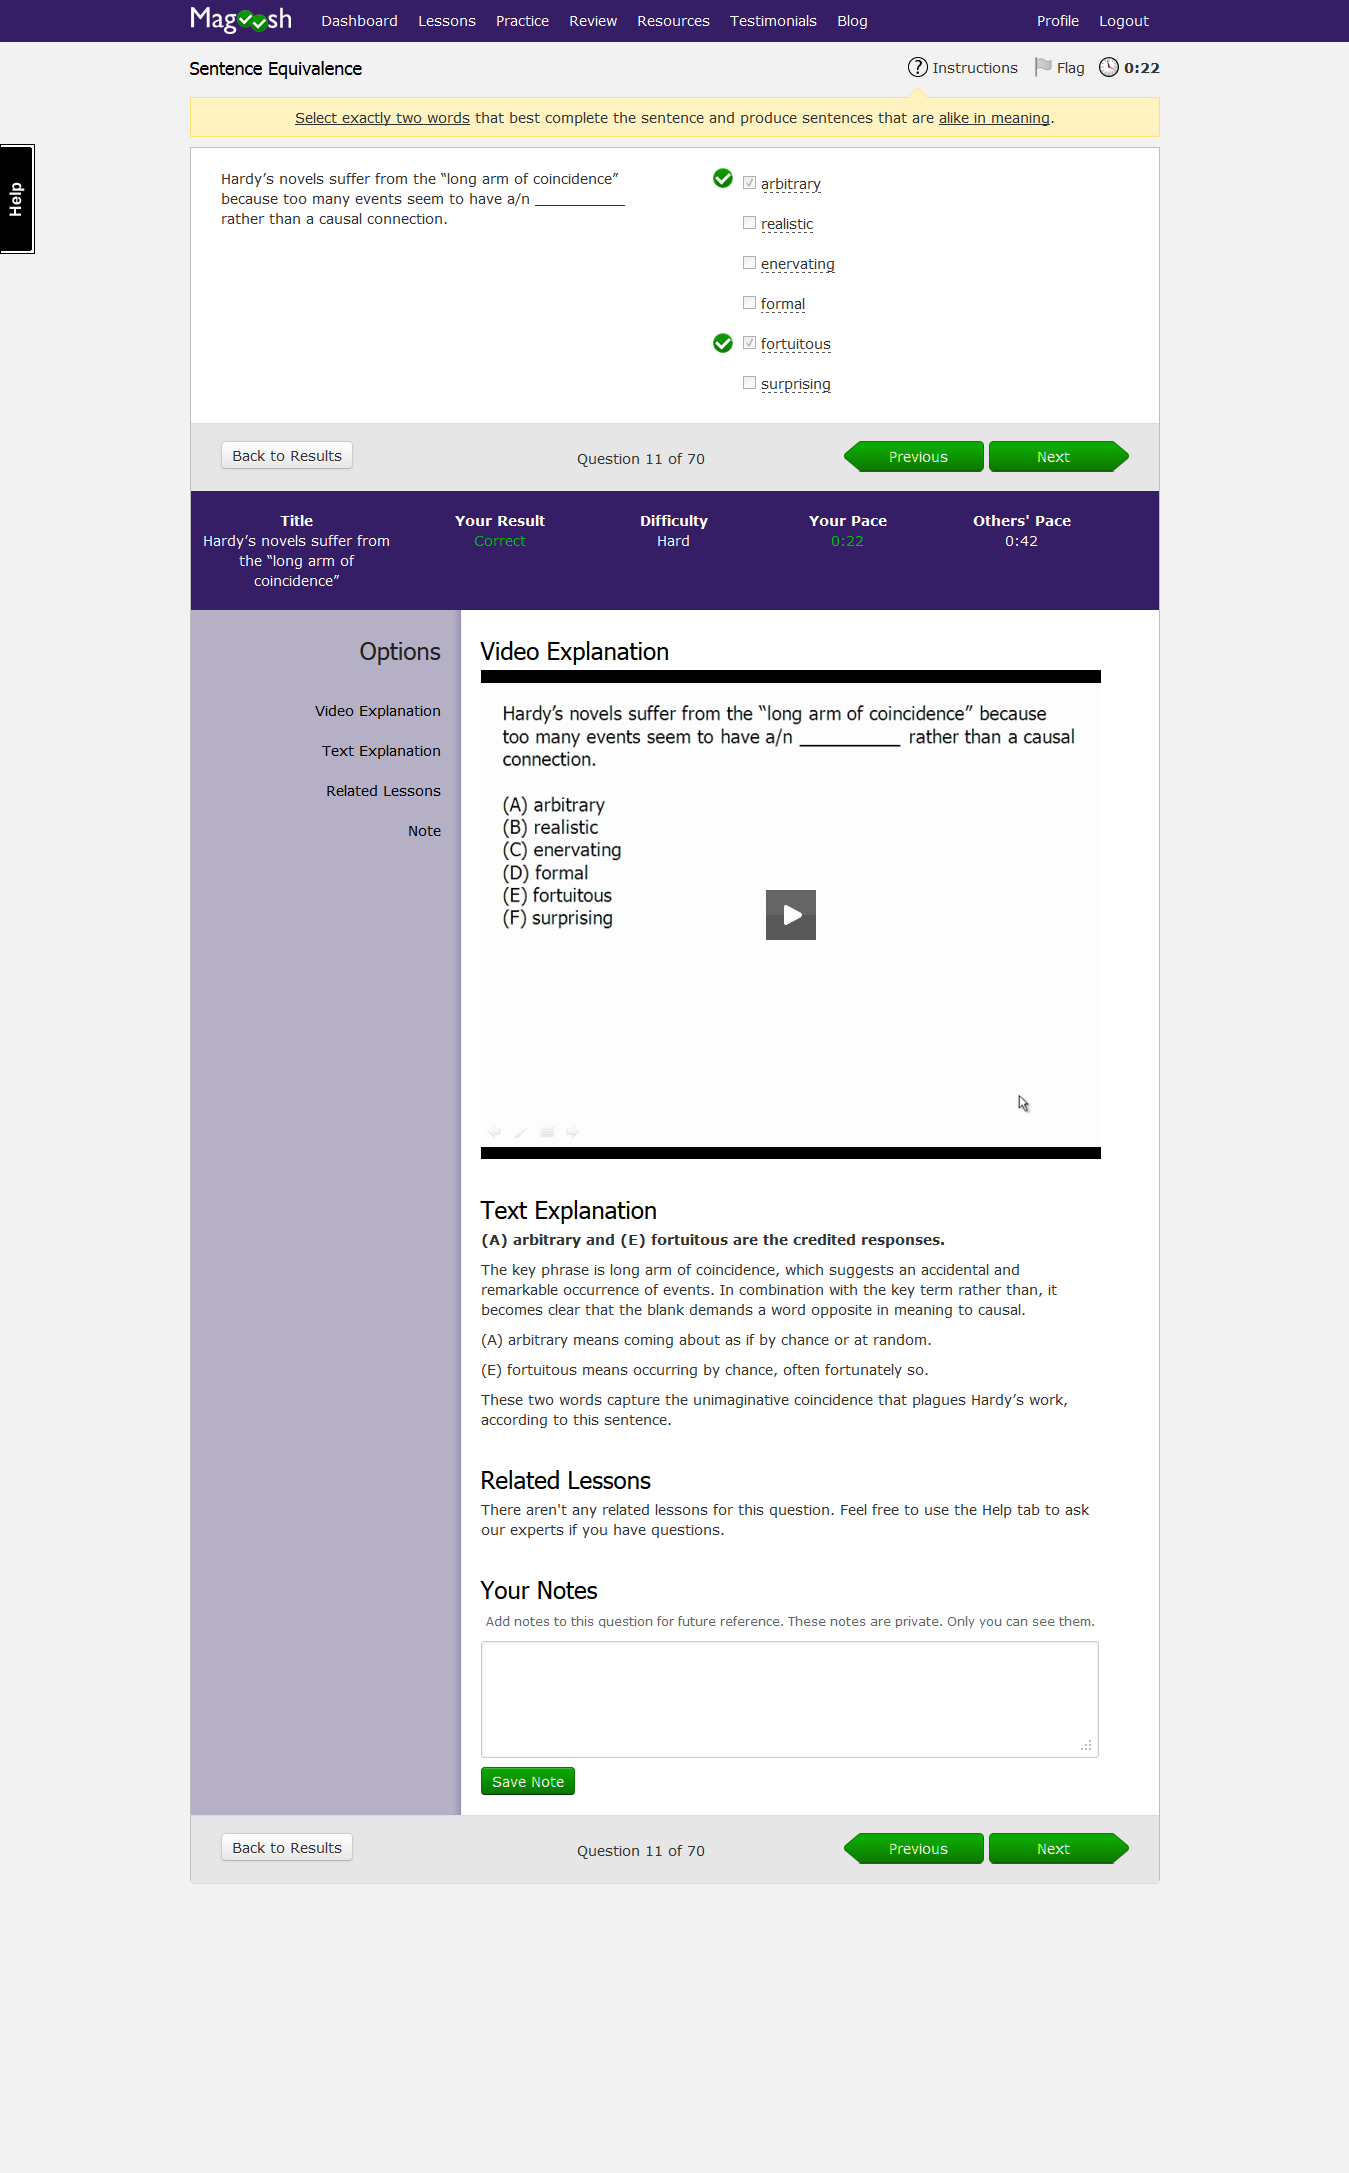 Magoosh Dashboard Lessons Practice Review Resources Testimonials Blog Profile Logout
Sentence Equivalence
? Instructions Flag 0:22
Select exactly two words that best complete the sentence and produce sentences that are alike in meaning.
Help
Hardy’s novels suffer from the “long arm of coincidence”
because too many events seem to have a/n __________
rather than a causal connection.
arbitrary
realistic
enervating
formal
fortuitous
surprising
Back to Results Question 11 of 70 Previous Next
Title Your Result Difficulty Your Pace Others' Pace
Hardy’s novels suffer from Correct Hard 0:22 0:42
the “long arm of
coincidence”
Options
Video Explanation
Text Explanation
Related Lessons
Note
Video Explanation
Hardy’s novels suffer from the “long arm of coincidence” because
too many events seem to have a/n __________ rather than a causal
connection.
(A) arbitrary
(B) realistic
(C) enervating
(D) formal
(E) fortuitous
(F) surprising
Text Explanation
(A) arbitrary and (E) fortuitous are the credited responses.
The key phrase is long arm of coincidence, which suggests an accidental and
remarkable occurrence of events. In combination with the key term rather than, it
becomes clear that the blank demands a word opposite in meaning to causal.
(A) arbitrary means coming about as if by chance or at random.
(E) fortuitous means occurring by chance, often fortunately so.
These two words capture the unimaginative coincidence that plagues Hardy’s work,
according to this sentence.
Related Lessons
There aren't any related lessons for this question. Feel free to use the Help tab to ask
our experts if you have questions.
Your Notes
Add notes to this question for future reference. These notes are private. Only you can see them.
Save Note
Back to Results Question 11 of 70 Previous Next